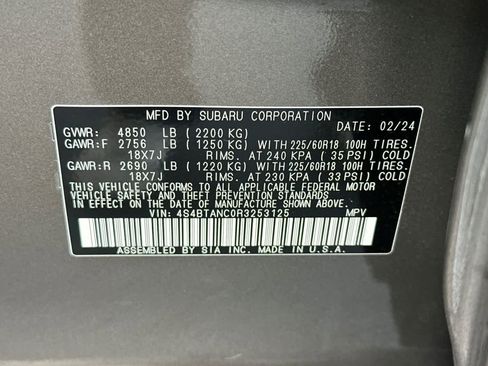 MFD BY SUBARU CORPORATION
GVWR: 4850 LB (2200 KG) DATE: 02/24
GAWR:F 2756 LB (1250 KG) WITH 225/60R18 100H TIRES
18X7J RIMS. AT 240 KPA (35 PSI) COLD
GAWR:R 2690 LB (1220 KG) WITH 225/60R18 100H TIRES
18X7J RIMS. AT 230 KPA (33 PSI) COLD
THIS VEHICLE CONFORMS TO ALL APPLICABLE FEDERAL MOTOR
VEHICLE SAFETY AND THEFT PREVENTION STANDARDS
IN EFFECT ON THE DATE OF MANUFACTURE SHOWN ABOVE.
VIN: 4S4BTANC0R3253125 MPV
ASSEMBLED BY SIA INC. MADE IN U.S.A.